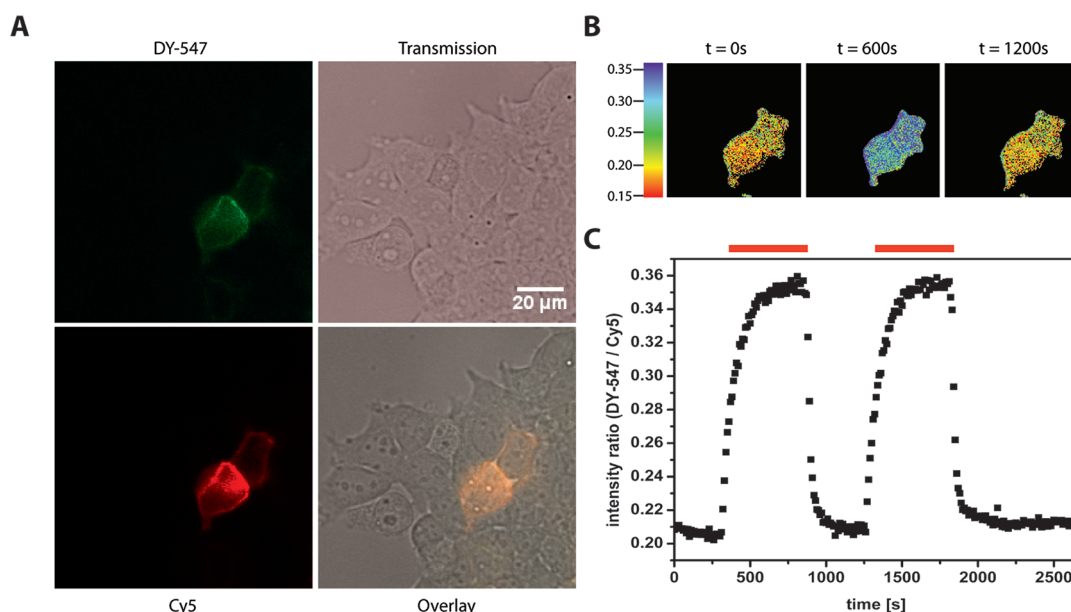 A
DY-547
Transmission
20 µm
Cy5
Overlay
B
t = 0s
t = 600s
t = 1200s
0.35
0.30
0.25
0.20
0.15
C
0.36
0.34
0.32
0.30
0.28
0.26
0.24
0.22
0.20
intensity ratio (DY-547 / Cy5)
0
500
1000
1500
2000
2500
time [s]